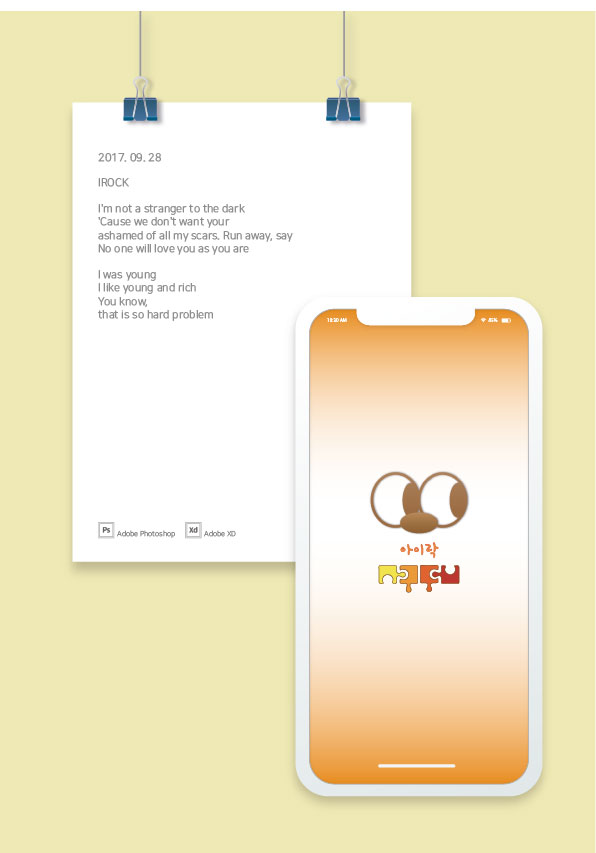 2017. 09. 28
IROCK
I'm not a stranger to the dark
'Cause we don't want your
ashamed of all my scars. Run away, say
No one will love you as you are
I was young
I like young and rich
You know,
that is so hard problem
Ps Adobe Photoshop Xd Adobe XD
아이락